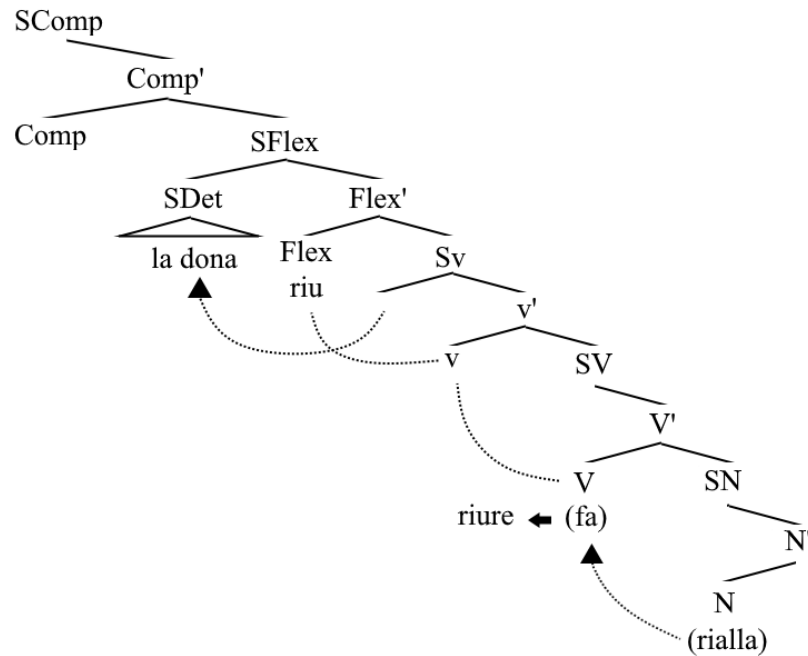 SComp
Comp'
Comp SFlex
SDet Flex'
la dona Flex Sv
riu
v'
v SV
V'
V SN
riure (fa)
N'
N
(rialla)